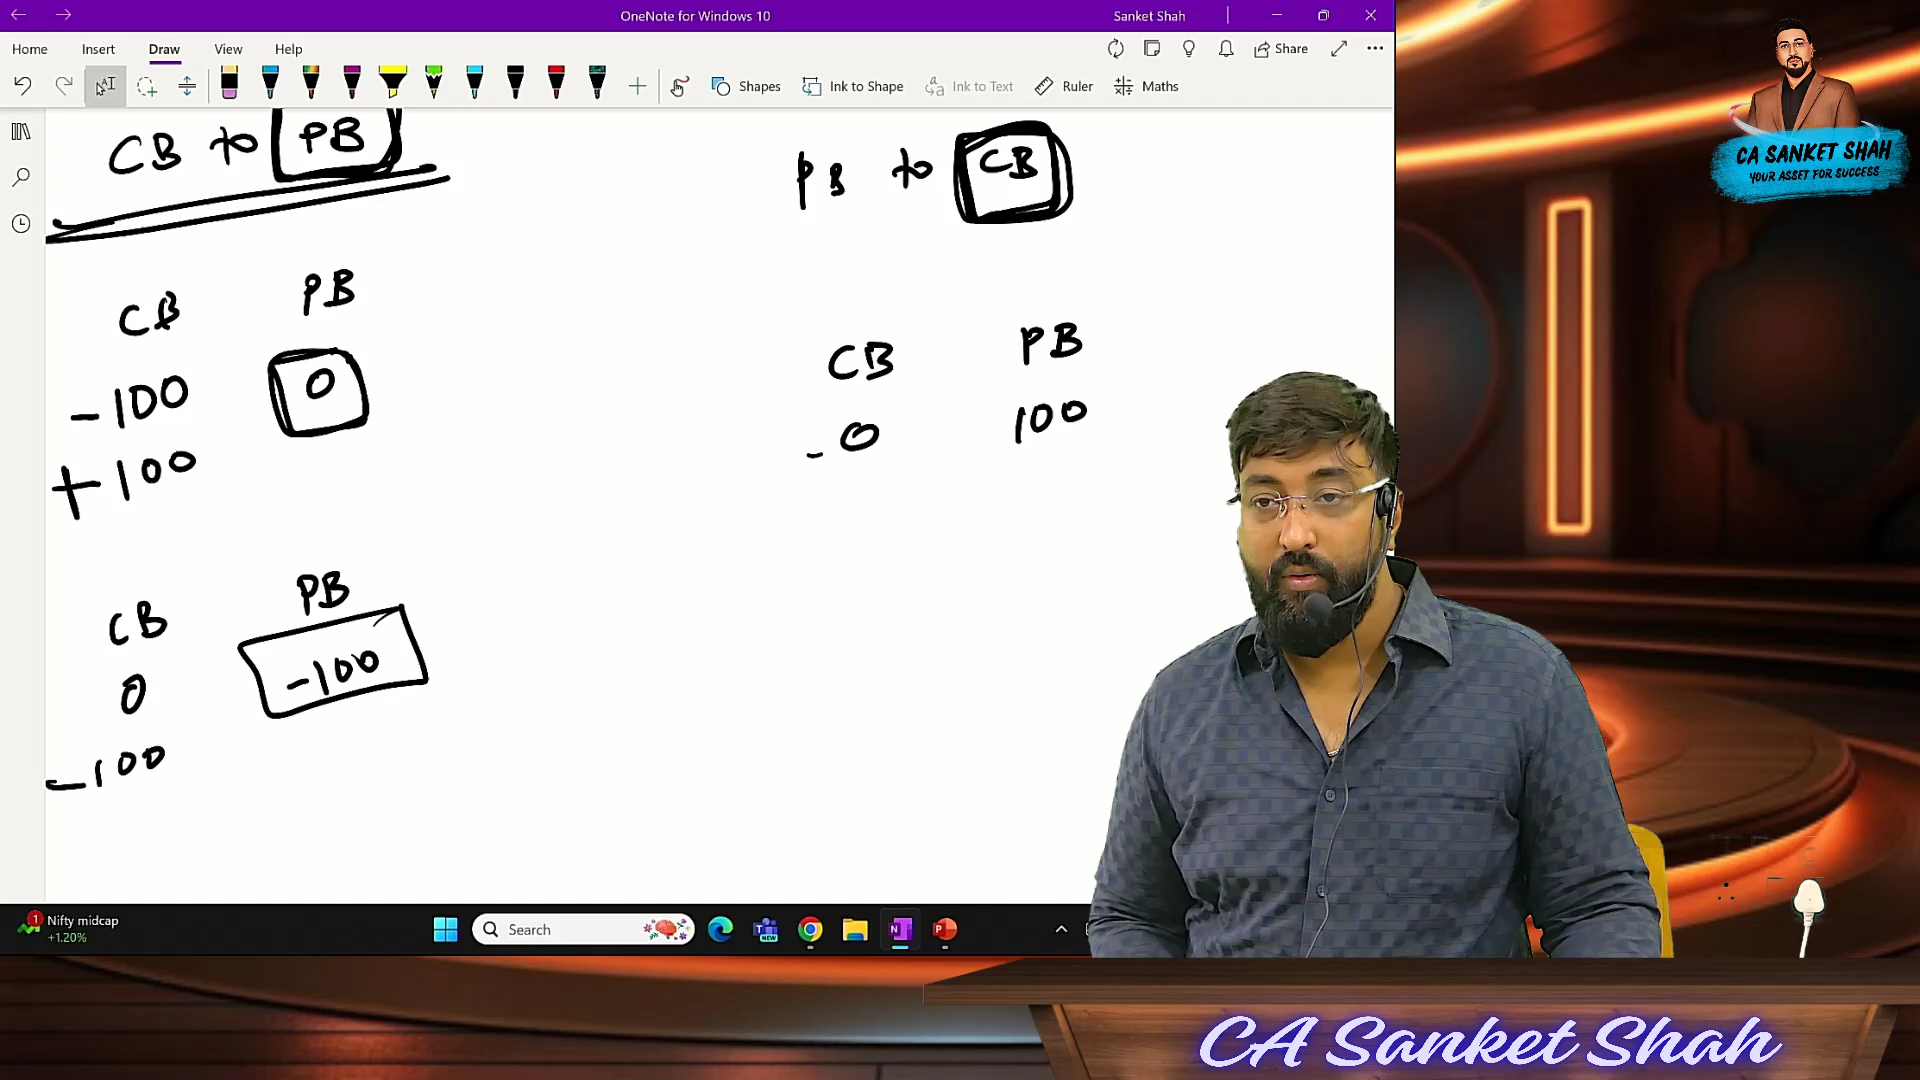 OneNote for Windows 10
Sanket Shah
Home Insert Draw View Help
Share
Shapes Ink to Shape Ink to Text Ruler Maths
CB to PB
PB to CB
CB PB
-100 0
+100
CB PB
- 0 100
CB PB
0 -100
-100
CA SANKET SHAH
YOUR ASSET FOR SUCCESS
1
Nifty midcap
+1.20%
Search
NEW
N
P
CA Sanket Shah